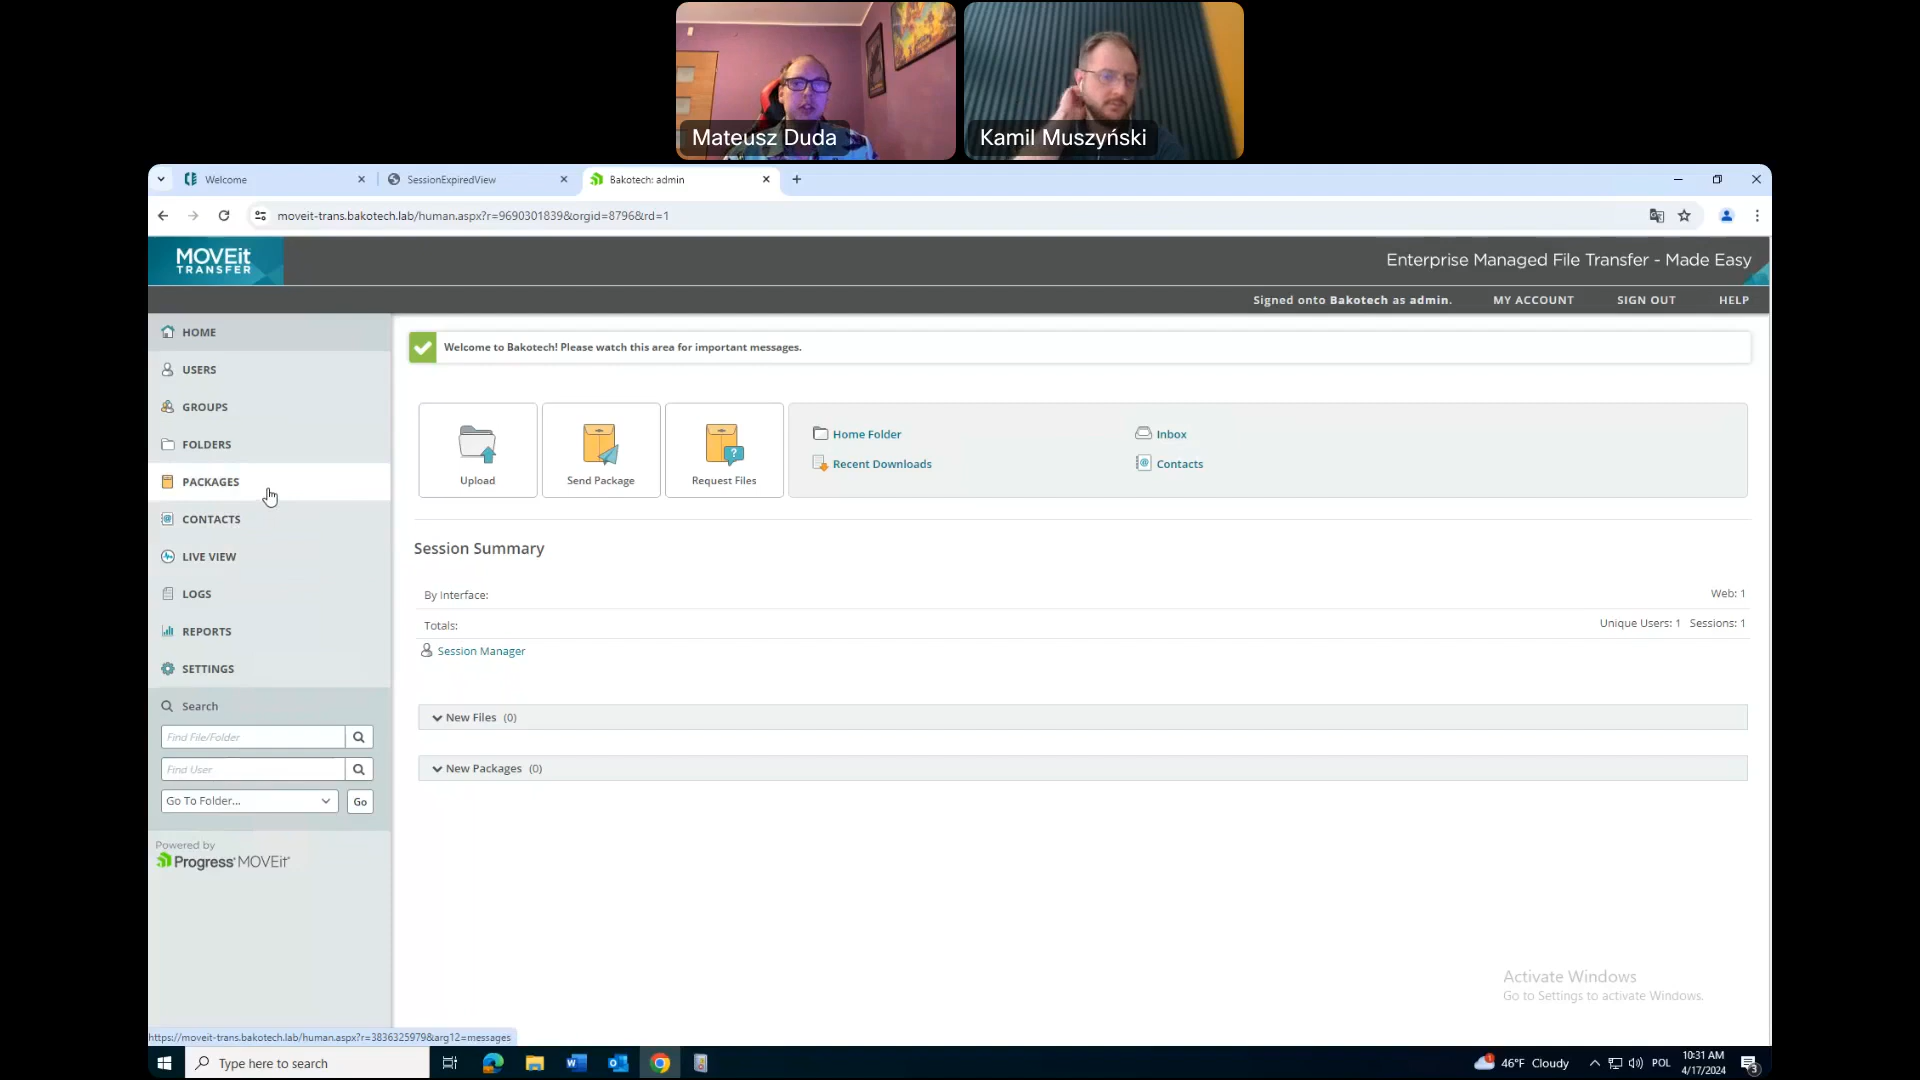 Mateusz Duda
Kamil Muszyński
Welcome
SessionExpiredView
Bakotech: admin
moveit-trans.bakotech.lab/human.aspx?r=9690301839&orgid=8796&rd=1
MOVEit
TRANSFER
Enterprise Managed File Transfer - Made Easy
Signed onto Bakotech as admin.
MY ACCOUNT
SIGN OUT
HELP
HOME
USERS
GROUPS
FOLDERS
PACKAGES
CONTACTS
LIVE VIEW
LOGS
REPORTS
SETTINGS
Search
Find File/Folder
Find User
Go To Folder...
Go
Powered by
Progress MOVEit
Welcome to Bakotech! Please watch this area for important messages.
Upload
Send Package
Request Files
Home Folder
Recent Downloads
Inbox
Contacts
Session Summary
By Interface:
Web: 1
Totals:
Unique Users: 1 Sessions: 1
Session Manager
New Files (0)
New Packages (0)
Activate Windows
Go to Settings to activate Windows.
https://moveit-trans.bakotech.lab/human.aspx?r=3836325979&arg12=messages
Type here to search
46°F Cloudy
POL
10:31 AM
4/17/2024
3